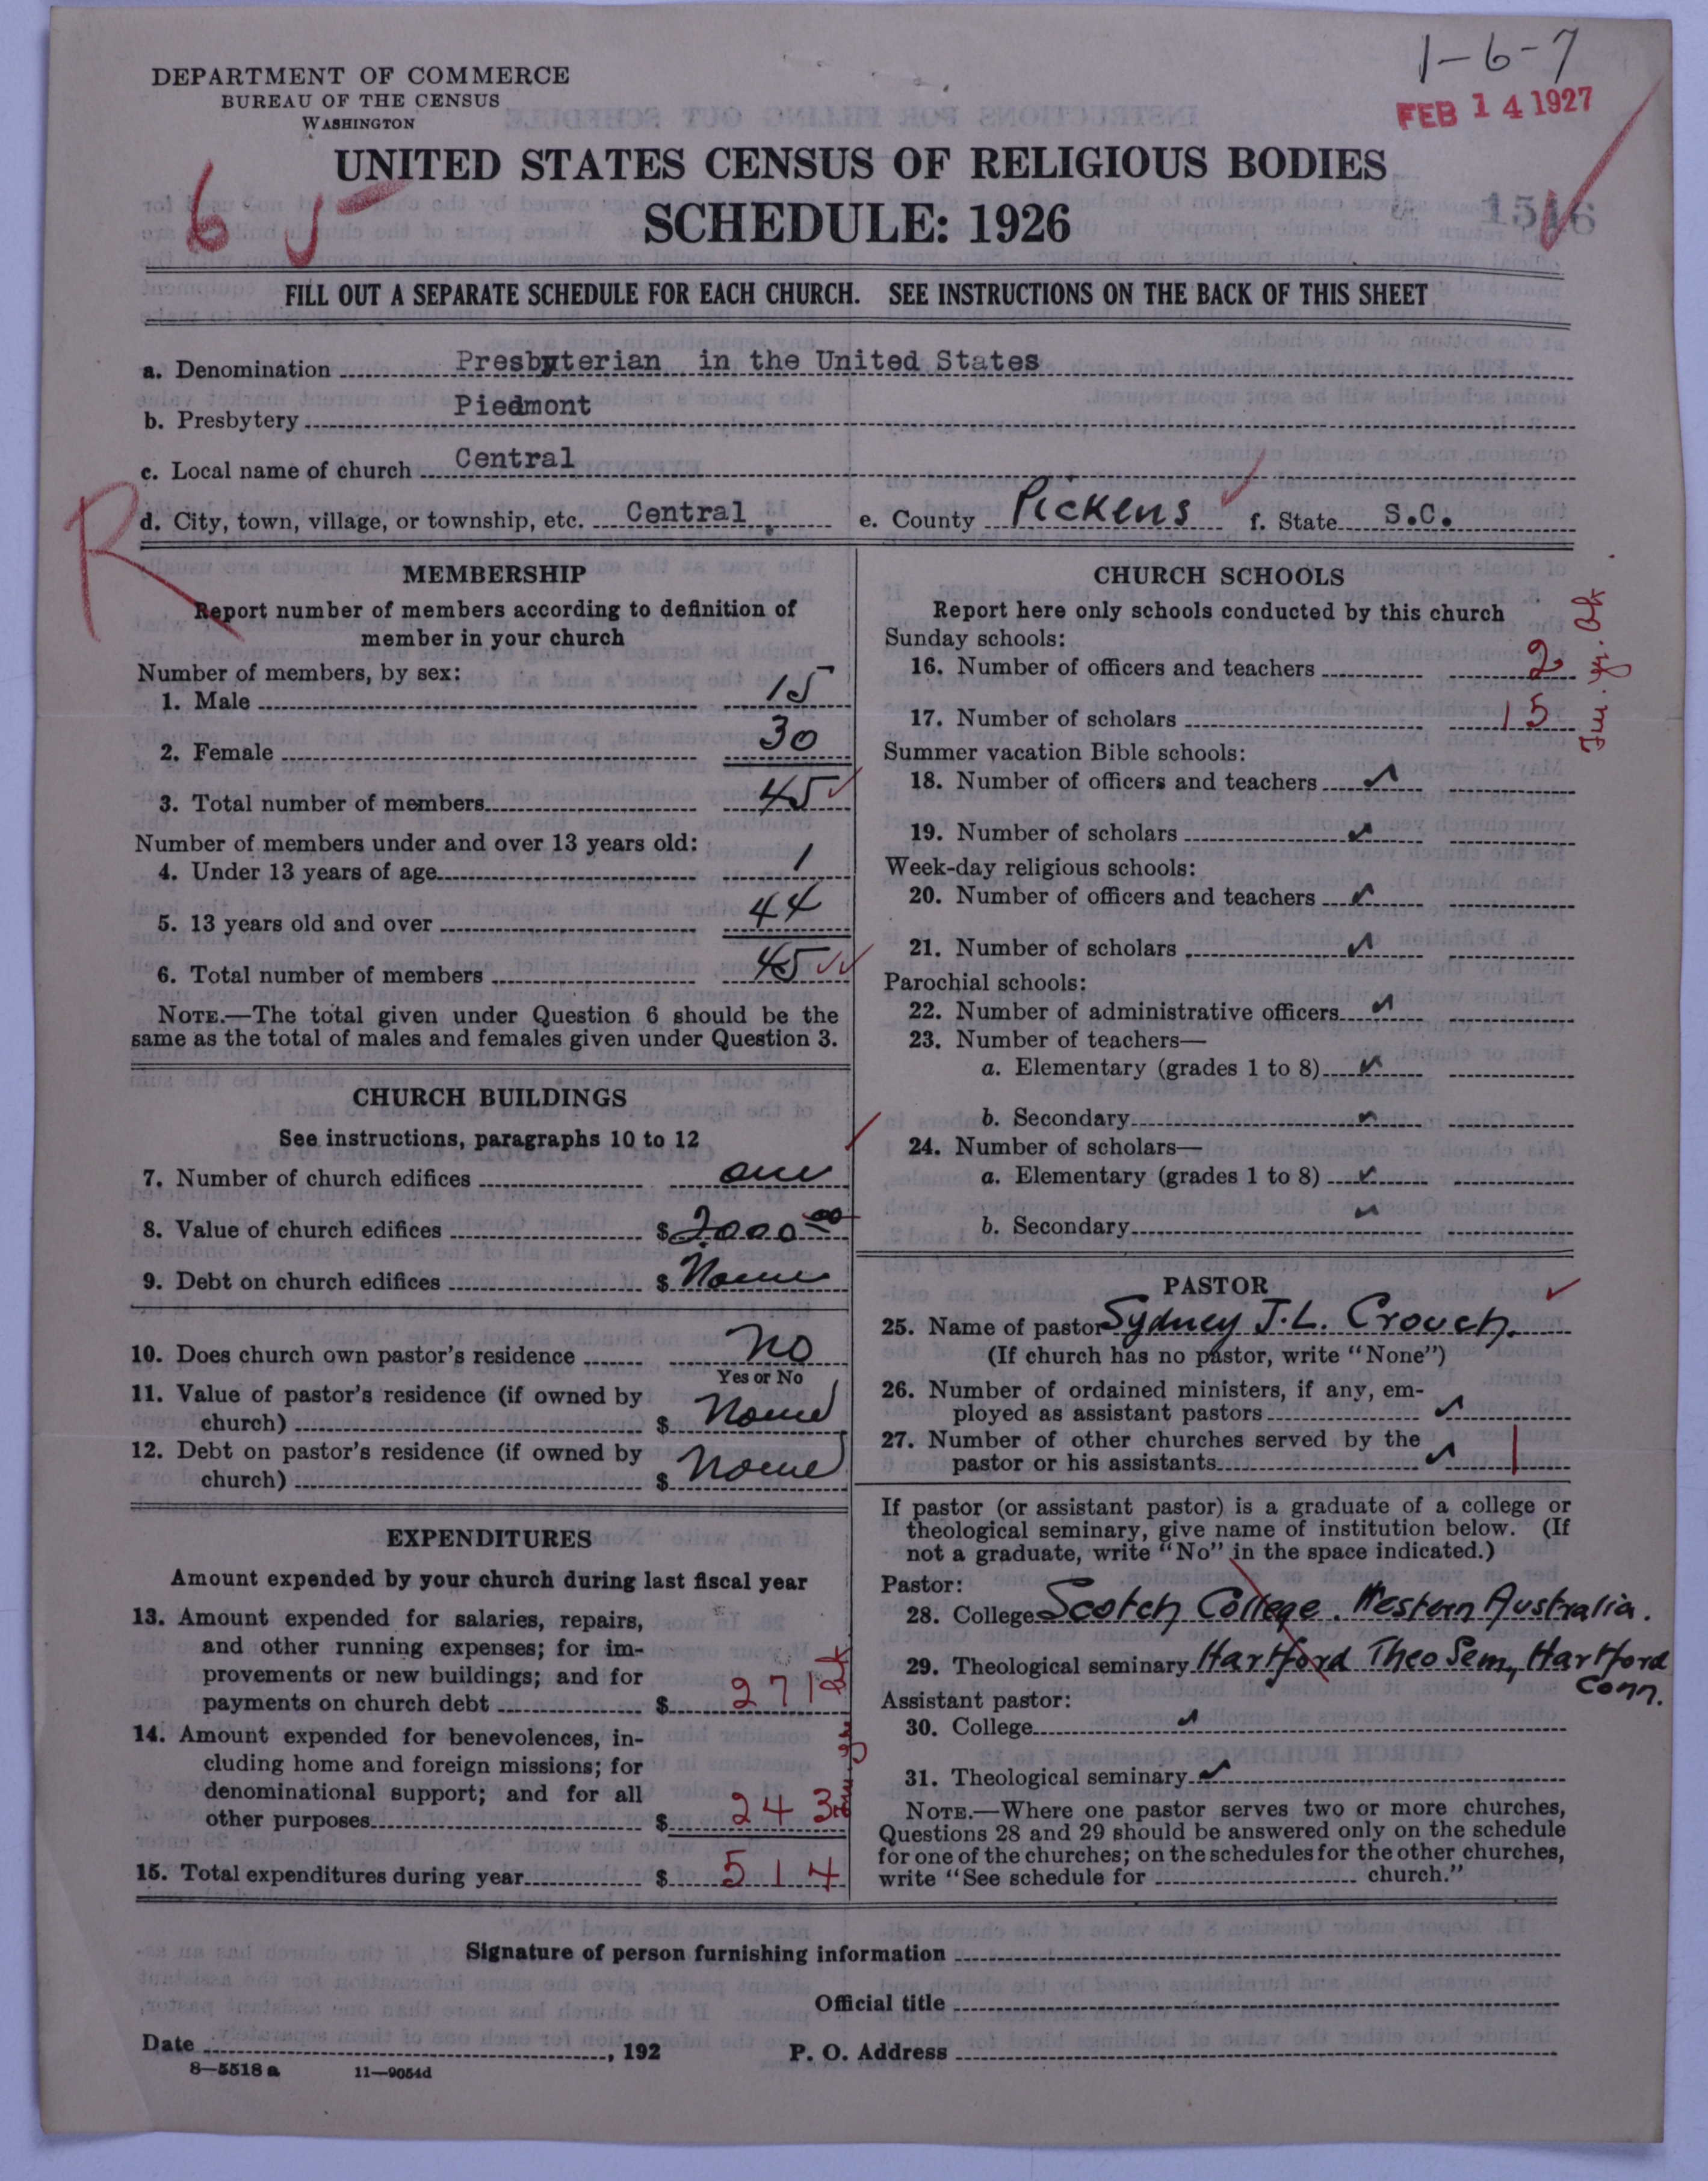 1-6-7
DEPARTMENT OF COMMERCE
BUREAU OF THE CENSUS
WASHINGTON
FEB 14 1927
UNITED STATES CENSUS OF RELIGIOUS BODIES
6 5
SCHEDULE: 1926
FILL OUT A SEPARATE SCHEDULE FOR EACH CHURCH. SEE INSTRUCTIONS ON THE BACK OF THIS SHEET
a. Denomination Presbyterian in the United States
b. Presbytery Piedmont
c. Local name of church Central
R
d. City, town, village, or township, etc. Central. e. County Pickens f. State S.C.
MEMBERSHIP
Report number of members according to definition of
member in your church
Number of members, by sex:
1. Male 15
2. Female 30
3. Total number of members 45
Number of members under and over 13 years old:
4. Under 13 years of age 1
5. 13 years old and over 44
6. Total number of members 45
NOTE.—The total given under Question 6 should be the
same as the total of males and females given under Question 3.
CHURCH BUILDINGS
See instructions, paragraphs 10 to 12
7. Number of church edifices one
8. Value of church edifices $ 2000 00
9. Debt on church edifices $ None
10. Does church own pastor's residence No
Yes or No
11. Value of pastor's residence (if owned by
church) $ None
12. Debt on pastor's residence (if owned by
church) $ None
EXPENDITURES
Amount expended by your church during last fiscal year
13. Amount expended for salaries, repairs,
and other running expenses; for im-
provements or new buildings; and for
payments on church debt $ 271
14. Amount expended for benevolences, in-
cluding home and foreign missions; for
denominational support; and for all
other purposes $ 243
15. Total expenditures during year $ 514
CHURCH SCHOOLS
Report here only schools conducted by this church
Sunday schools:
16. Number of officers and teachers 2
17. Number of scholars 15
Summer vacation Bible schools:
18. Number of officers and teachers
19. Number of scholars
Week-day religious schools:
20. Number of officers and teachers
21. Number of scholars
Parochial schools:
22. Number of administrative officers
23. Number of teachers—
a. Elementary (grades 1 to 8)
b. Secondary
24. Number of scholars—
a. Elementary (grades 1 to 8)
b. Secondary
PASTOR
25. Name of pastor Sydney J.L. Crouch.
(If church has no pastor, write "None")
26. Number of ordained ministers, if any, em-
ployed as assistant pastors
27. Number of other churches served by the
pastor or his assistants 1
If pastor (or assistant pastor) is a graduate of a college or
theological seminary, give name of institution below. (If
not a graduate, write "No" in the space indicated.)
Pastor:
28. College Scotch College. Western Australia.
29. Theological seminary Hartford Theo Sem, Hartford
Conn.
Assistant pastor:
30. College
31. Theological seminary
NOTE.—Where one pastor serves two or more churches,
Questions 28 and 29 should be answered only on the schedule
for one of the churches; on the schedules for the other churches,
write "See schedule for church."
Signature of person furnishing information
Official title
Date , 192 P. O. Address
8—5518 a 11—9054d